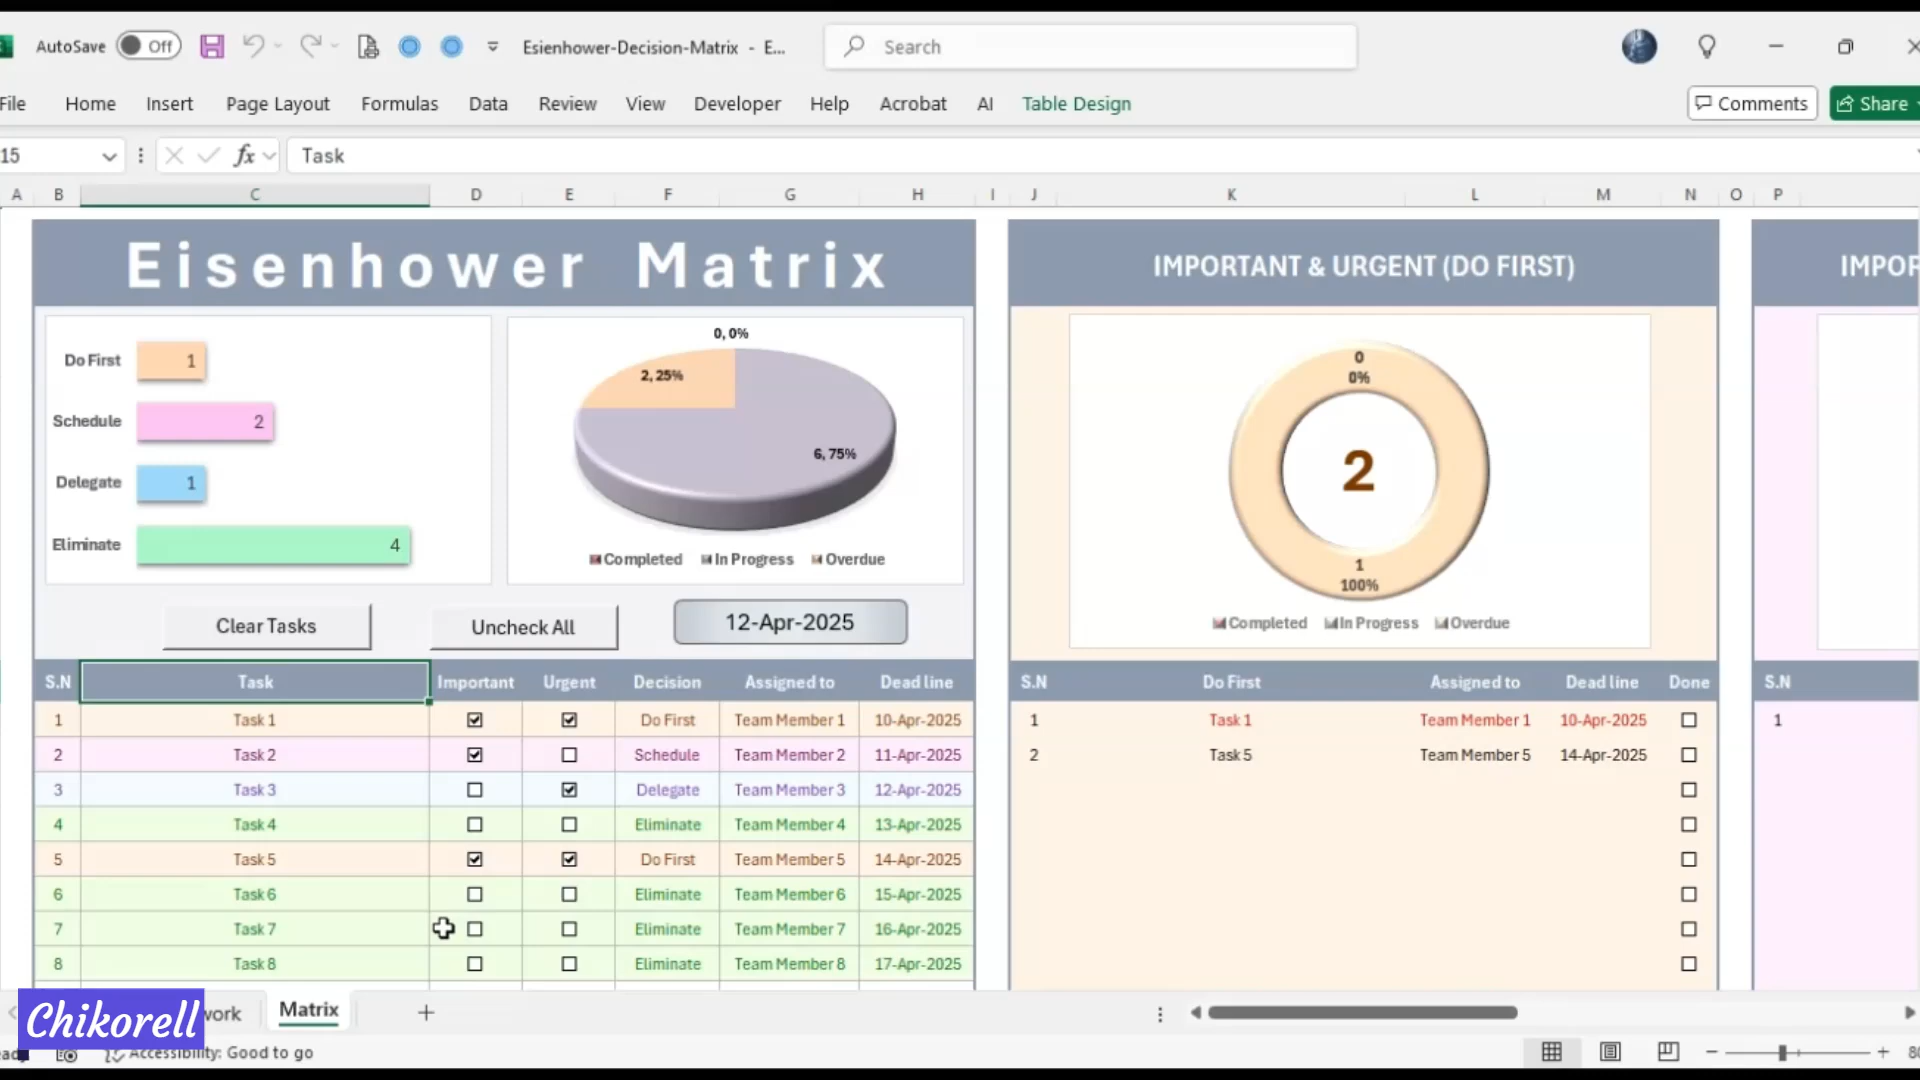 AutoSave Off Esienhower-Decision-Matrix - E... Search
File Home Insert Page Layout Formulas Data Review View Developer Help Acrobat AI Table Design Comments Share
15 fx Task
A B C D E F G H I J K L M N O P
Eisenhower Matrix
Do First 1
Schedule 2
Delegate 1
Eliminate 4
0, 0%
2, 25%
6, 75%
Completed In Progress Overdue
Clear Tasks Uncheck All 12-Apr-2025
S.N Task Important Urgent Decision Assigned to Dead line
1 Task 1 Do First Team Member 1 10-Apr-2025
2 Task 2 Schedule Team Member 2 11-Apr-2025
3 Task 3 Delegate Team Member 3 12-Apr-2025
4 Task 4 Eliminate Team Member 4 13-Apr-2025
5 Task 5 Do First Team Member 5 14-Apr-2025
6 Task 6 Eliminate Team Member 6 15-Apr-2025
7 Task 7 Eliminate Team Member 7 16-Apr-2025
8 Task 8 Eliminate Team Member 8 17-Apr-2025
IMPORTANT & URGENT (DO FIRST)
0
0%
2
1
100%
Completed In Progress Overdue
S.N Do First Assigned to Dead line Done
1 Task 1 Team Member 1 10-Apr-2025
2 Task 5 Team Member 5 14-Apr-2025
IMPOR
S.N
1
Chikorell
work Matrix
Accessibility: Good to go